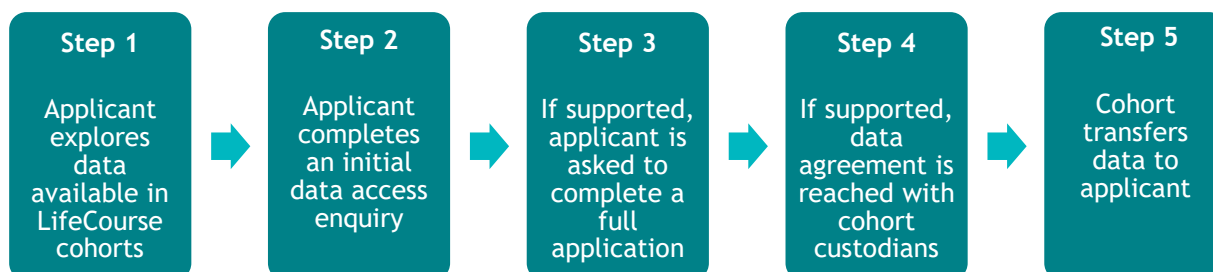 Step 1
Applicant
explores
data
available in
LifeCourse
cohorts
Step 2
Applicant
completes
an initial
data access
enquiry
Step 3
If supported,
applicant is
asked to
complete a
full
application
Step 4
If supported,
data
agreement is
reached with
cohort
custodians
Step 5
Cohort
transfers
data to
applicant